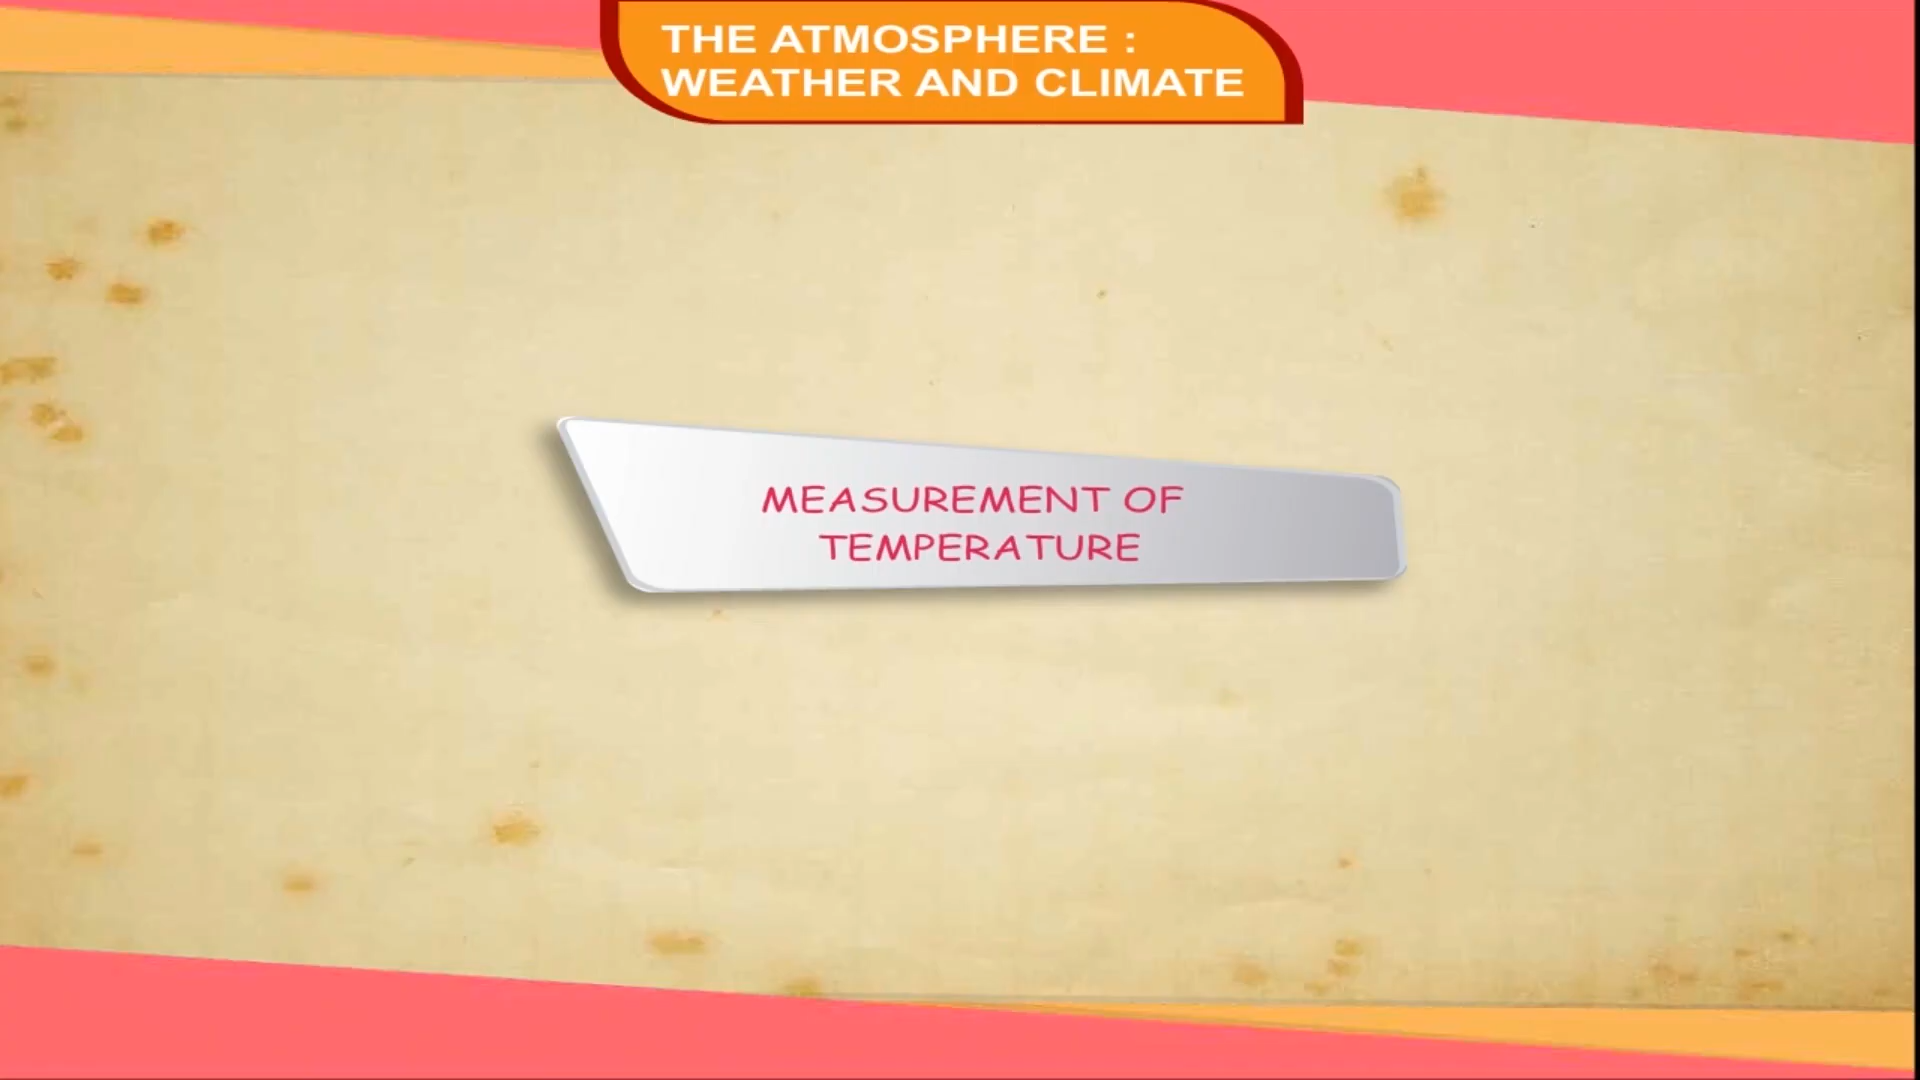 THE ATMOSPHERE :
WEATHER AND CLIMATE
MEASUREMENT OF
TEMPERATURE